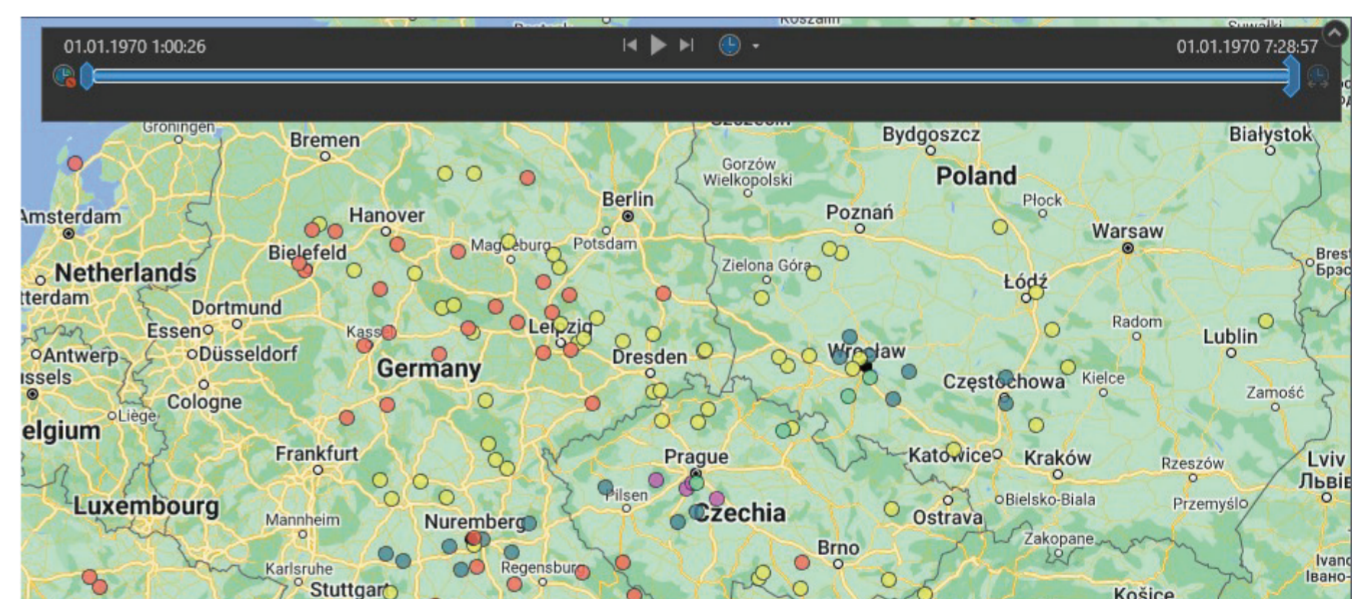 Koszalin
Suwałki
01.01.1970 1:00:26
01.01.1970 7:28:57
Szczecin
Groningen
Bremen
Bydgoszcz
Białystok
Gorzów
Wielkopolski
Poland
Płock
Amsterdam
Hanover
Berlin
Poznań
Warsaw
Bielefeld
Magdeburg
Potsdam
Netherlands
Zielona Góra
Brest
Брэс
tterdam
Dortmund
Łódź
Essen
Kassel
Leipzig
Radom
Lublin
Antwerp
Düsseldorf
Germany
Dresden
Wrocław
ussels
Częstochowa
Kielce
Zamość
Cologne
Liège
elgium
Frankfurt
Prague
Katowice
Kraków
Rzeszów
Lviv
Львів
Luxembourg
Pilsen
Bielsko-Biala
Przemyśl
Mannheim
Nuremberg
Czechia
Ostrava
Zakopane
Brno
Karlsruhe
Regensburg
Ivano
Івано-
Stuttgart
Košice